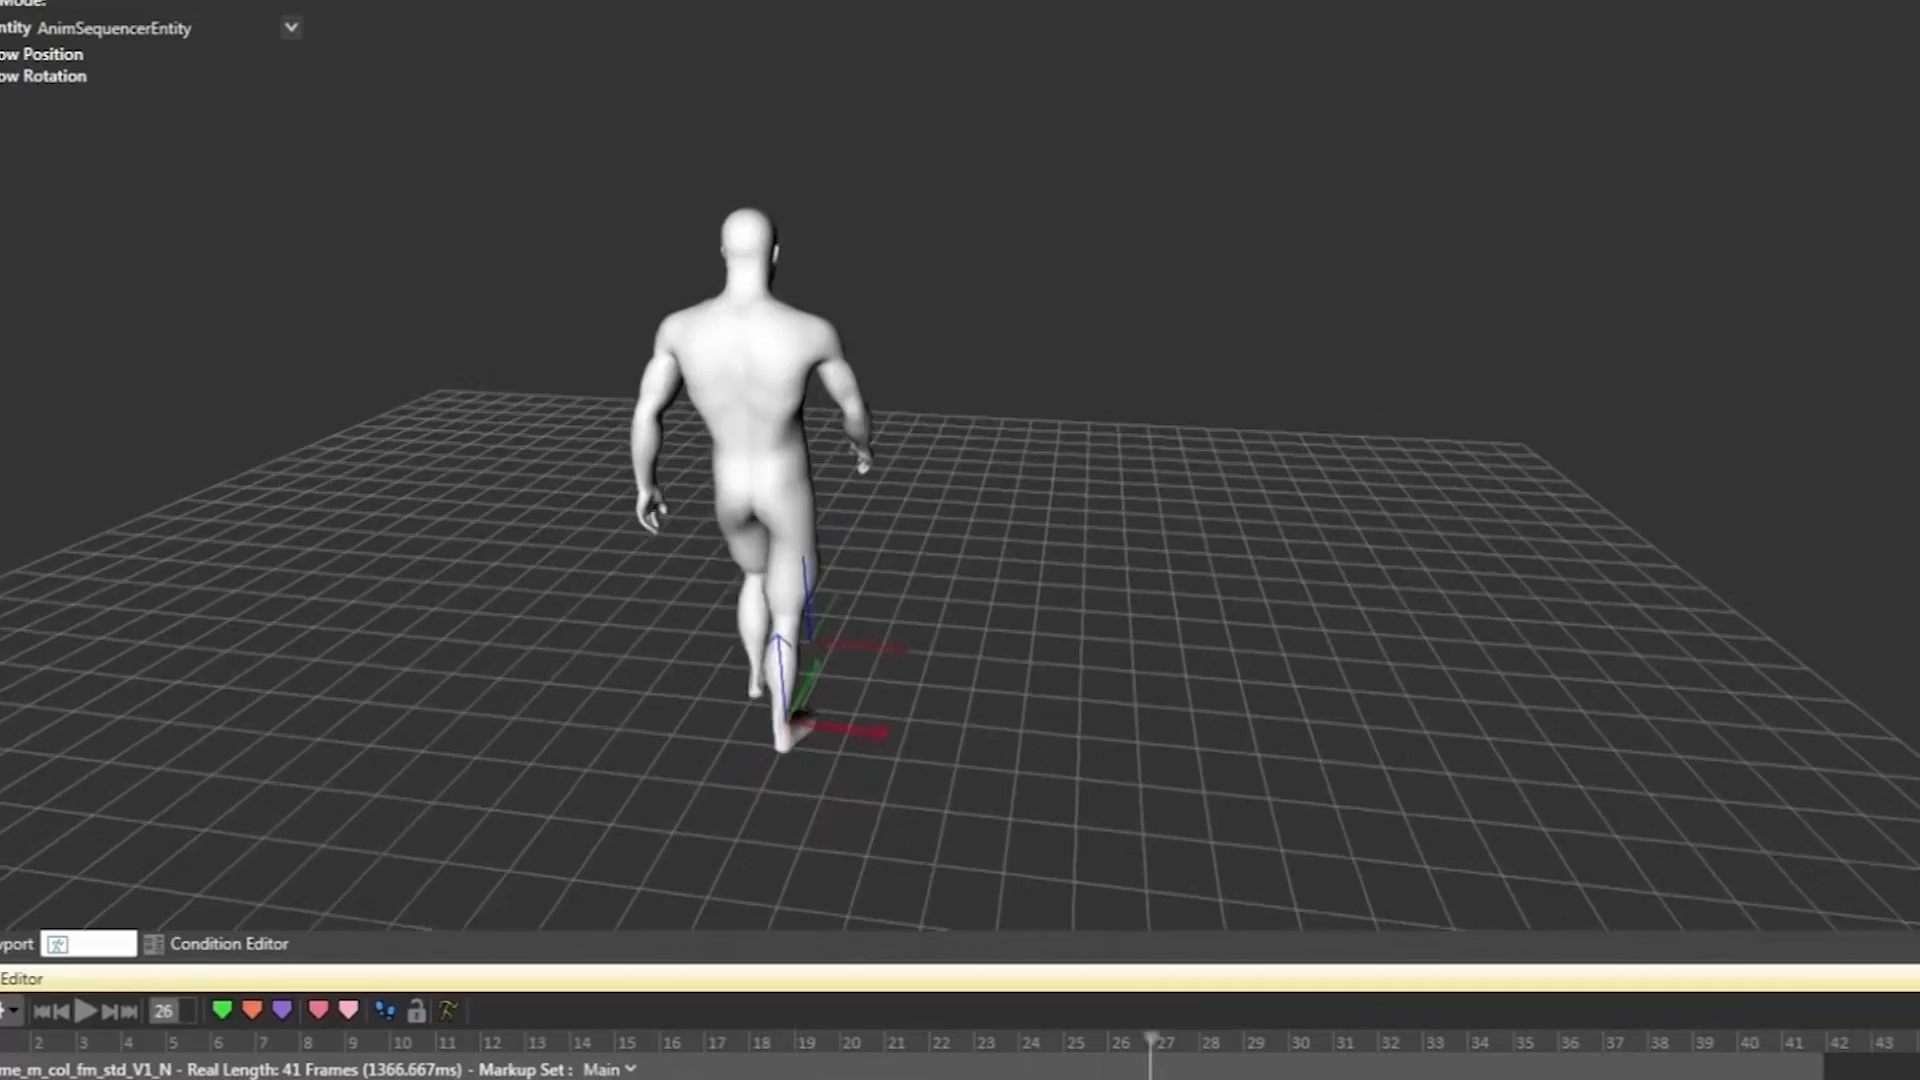 Mode:
ntity AnimSequencerEntity
ow Position
ow Rotation
port Condition Editor
Editor
26
2 3 4 5 6 7 8 9 10 11 12 13 14 15 16 17 18 19 20 21 22 23 24 25 26 27 28 29 30 31 32 33 34 35 36 37 38 39 40 41 42 43
me_m_col_fm_std_V1_N - Real Length: 41 Frames (1366.667ms) - Markup Set : Main